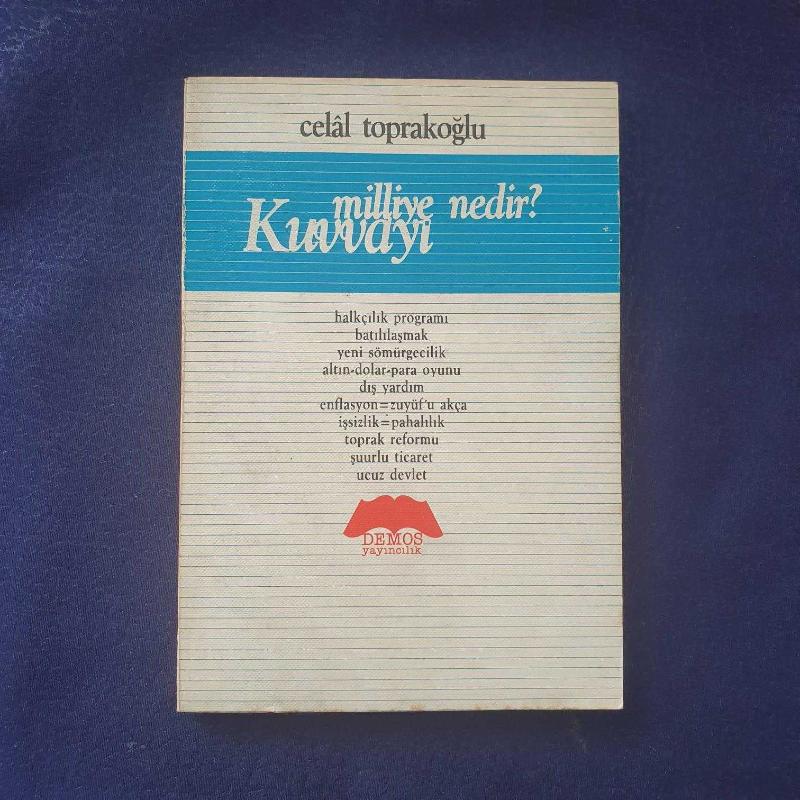 celâl toprakoğlu
Kuvvayi milliye nedir?
halkçılık programı
batılılaşmak
yeni sömürgecilik
altın-dolar-para oyunu
dış yardım
enflasyon=zuyûf'u akça
işsizlik=pahalılık
toprak reformu
şuurlu ticaret
ucuz devlet
DEMOS
yayıncılık